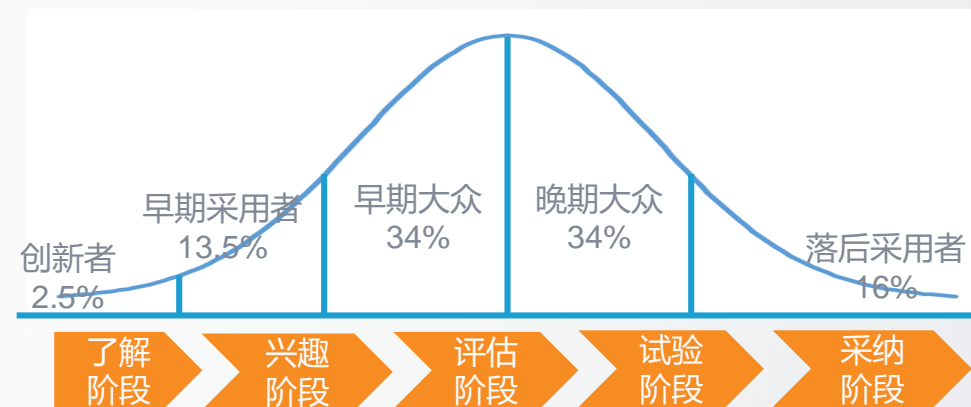 创新者
2.5%
早期采用者
13.5%
早期大众
34%
晚期大众
34%
落后采用者
16%
了解
阶段
兴趣
阶段
评估
阶段
试验
阶段
采纳
阶段